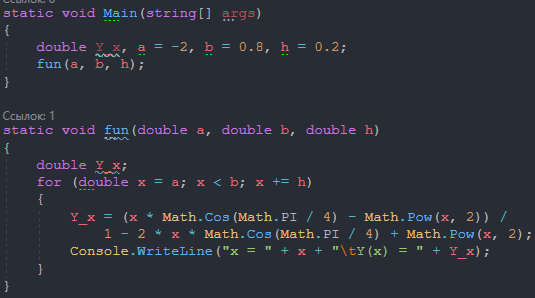 Ссылок: 0
static void Main(string[] args)
{
double Y_x, a = -2, b = 0.8, h = 0.2;
fun(a, b, h);
}
Ссылок: 1
static void fun(double a, double b, double h)
{
double Y_x;
for (double x = a; x < b; x += h)
{
Y_x = (x * Math.Cos(Math.PI / 4) - Math.Pow(x, 2)) /
1 - 2 * x * Math.Cos(Math.PI / 4) + Math.Pow(x, 2);
Console.WriteLine("x = " + x + "\tY(x) = " + Y_x);
}
}